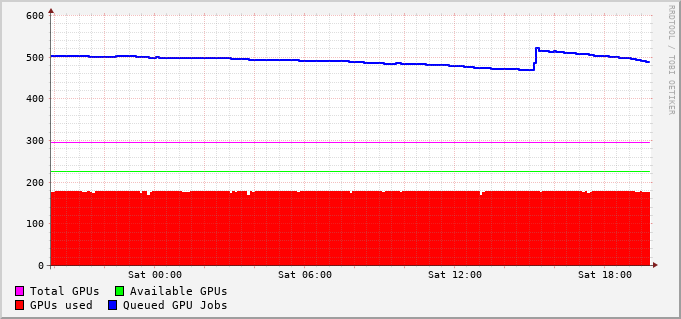 600
500
400
300
200
100
0
Sat 00:00 Sat 06:00 Sat 12:00 Sat 18:00
Total GPUs Available GPUs
GPUs used Queued GPU Jobs
RRDTOOL / TOBI OETIKER